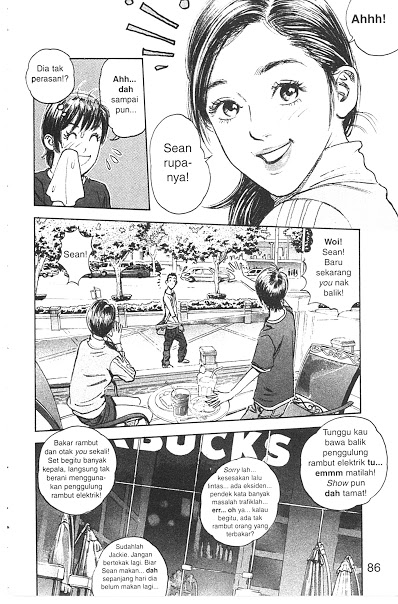 Ahhh!
Sean
rupa-
nya!
Dia tak
perasan!?
Ahh...
dah
sampai
pun...
Sean!
Woi!
Sean!
Baru
sekarang
you nak
balik!
BUCKS
Bakar rambut
dan otak you sekali!
Set begitu banyak
kepala, langsung tak
berani mengguna-
kan penggulung
rambut elektrik!
Sorry lah...
kesesakan lalu
lintas... ada eksiden...
pendek kata banyak
masalah trafiklah...
err... oh ya... kalau
begitu, ada tak
rambut orang yang
terbakar?
Tunggu kau
bawa balik
penggulung
rambut elektrik tu...
emmm matilah!
Show pun
dah tamat!
Sudahlah
Jackie. Jangan
bertekak lagi. Biar
Sean makan... dah
sepanjang hari dia
belum makan lagi...
86